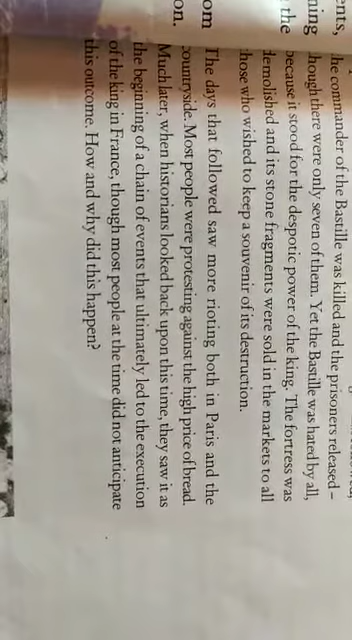 he commander of the Bastille was killed and the prisoners released –
though there were only seven of them. Yet the Bastille was hated by all,
because it stood for the despotic power of the king. The fortress was
demolished and its stone fragments were sold in the markets to all
those who wished to keep a souvenir of its destruction.
The days that followed saw more rioting both in Paris and the
countryside. Most people were protesting against the high price of bread.
Much later, when historians looked back upon this time, they saw it as
the beginning of a chain of events that ultimately led to the execution
of the king in France, though most people at the time did not anticipate
this outcome. How and why did this happen?
ents,
ning
the
om
on.